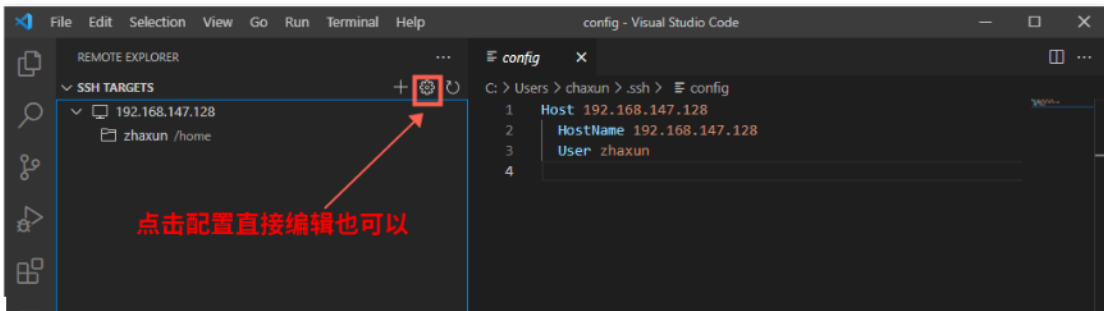 File Edit Selection View Go Run Terminal Help config - Visual Studio Code
REMOTE EXPLORER
SSH TARGETS
192.168.147.128
zhaxun /home
点击配置直接编辑也可以
config
C: > Users > chaxun > .ssh > config
1 Host 192.168.147.128
2 HostName 192.168.147.128
3 User zhaxun
4